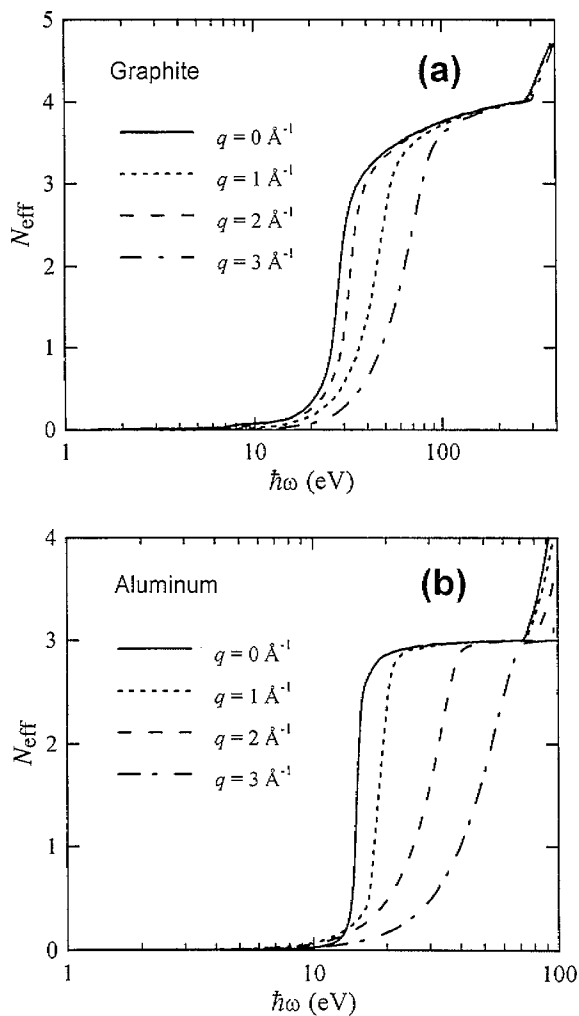 5
Graphite
(a)
4
q = 0 Å⁻¹
q = 1 Å⁻¹
3
q = 2 Å⁻¹
q = 3 Å⁻¹
N_eff
2
1
0
1 10 100
ħω (eV)
4
Aluminum
(b)
3
q = 0 Å⁻¹
q = 1 Å⁻¹
q = 2 Å⁻¹
2
q = 3 Å⁻¹
N_eff
1
0
1 10 100
ħω (eV)